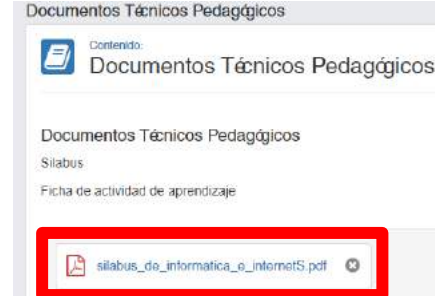 Documentos Técnicos Pedagógicos
Contenido:
Documentos Técnicos Pedagógicos
Documentos Técnicos Pedagógicos
Silabus
Ficha de actividad de aprendizaje
silabus_de_informatica_e_internetS.pdf